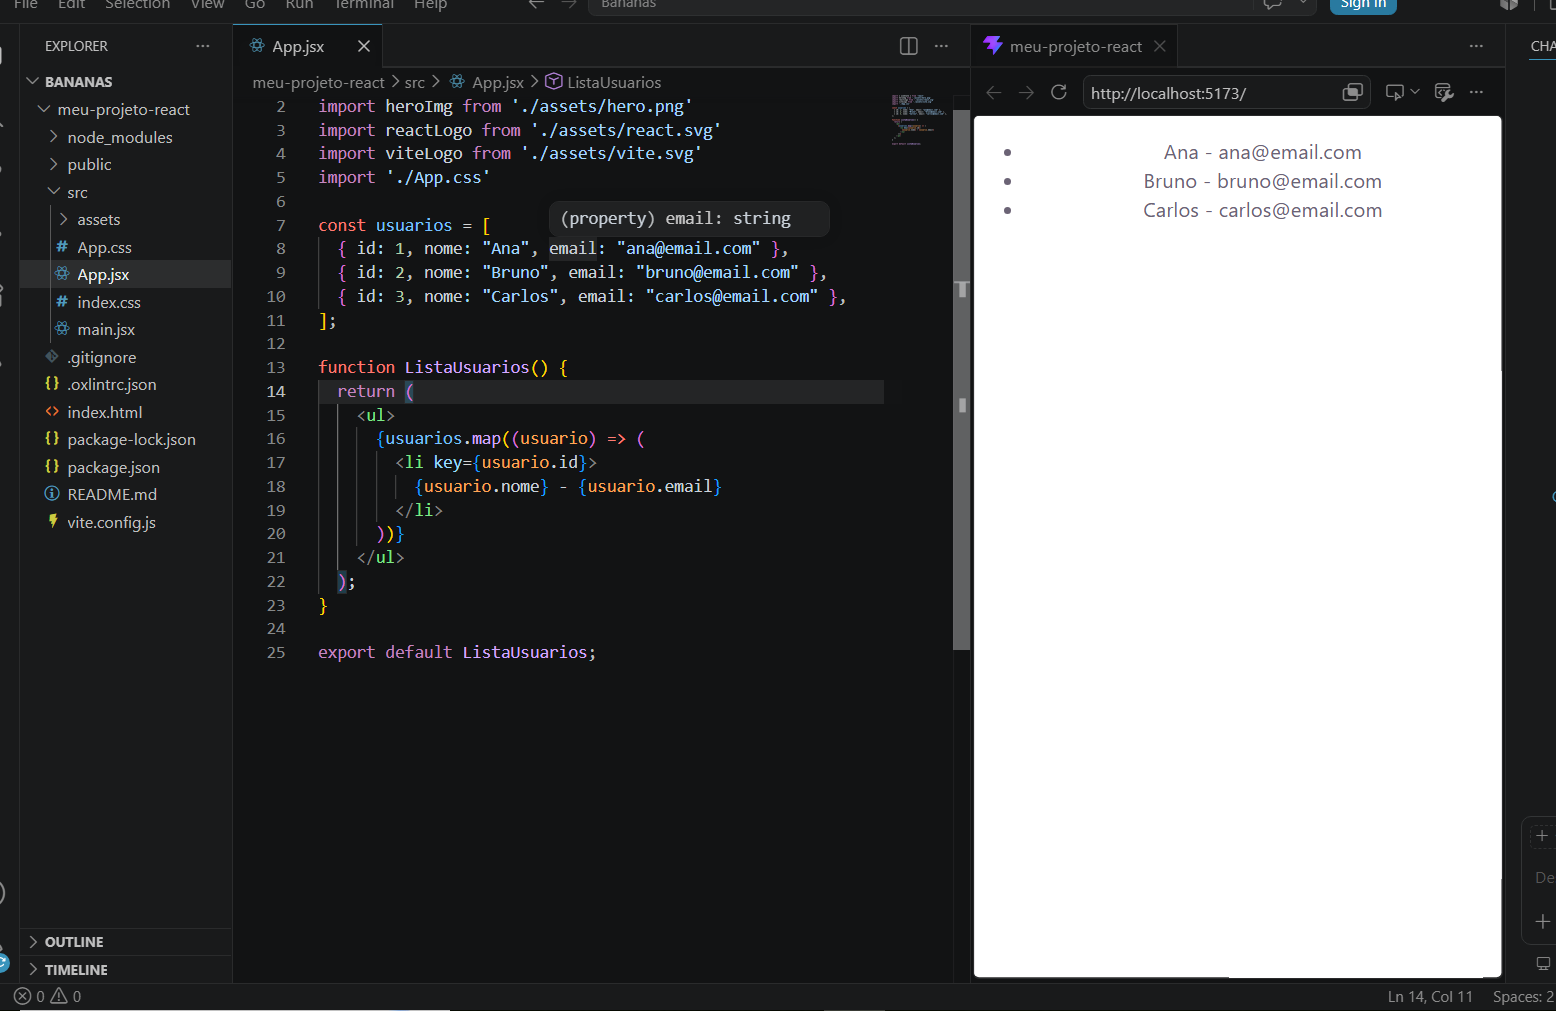 File Edit Selection View Go Run Terminal Help
Bananas
Sign in
EXPLORER
BANANAS
meu-projeto-react
node_modules
public
src
assets
# App.css
App.jsx
# index.css
main.jsx
.gitignore
{} .oxlintrc.json
<> index.html
{} package-lock.json
{} package.json
README.md
vite.config.js
OUTLINE
TIMELINE
App.jsx
meu-projeto-react > src > App.jsx > ListaUsuarios
2 import heroImg from './assets/hero.png'
3 import reactLogo from './assets/react.svg'
4 import viteLogo from './assets/vite.svg'
5 import './App.css'
6
7 const usuarios = [
(property) email: string
8 { id: 1, nome: "Ana", email: "ana@email.com" },
9 { id: 2, nome: "Bruno", email: "bruno@email.com" },
10 { id: 3, nome: "Carlos", email: "carlos@email.com" },
11 ];
12
13 function ListaUsuarios() {
14 return (
15 <ul>
16 {usuarios.map((usuario) => (
17 <li key={usuario.id}>
18 {usuario.nome} - {usuario.email}
19 </li>
20 ))}
21 </ul>
22 );
23 }
24
25 export default ListaUsuarios;
meu-projeto-react
http://localhost:5173/
• Ana - ana@email.com
• Bruno - bruno@email.com
• Carlos - carlos@email.com
CHA
De
0 0
Ln 14, Col 11 Spaces: 2